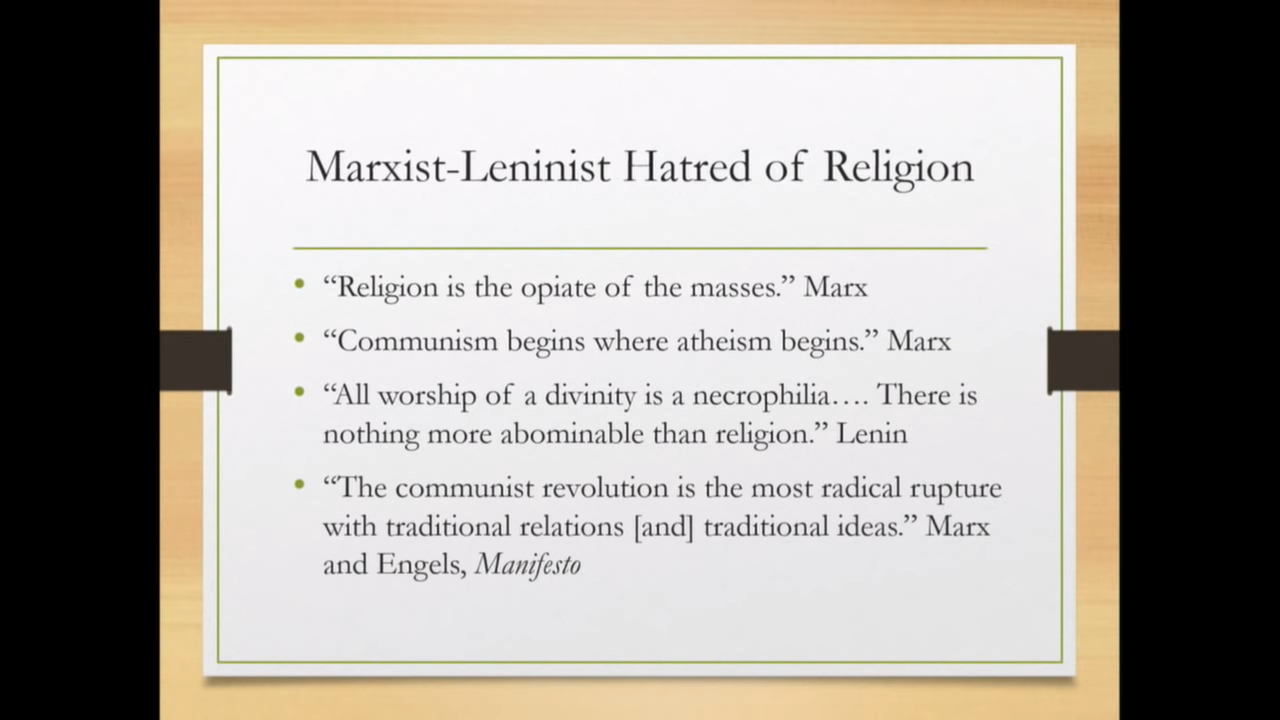 Marxist-Leninist Hatred of Religion
• “Religion is the opiate of the masses.” Marx
• “Communism begins where atheism begins.” Marx
• “All worship of a divinity is a necrophilia…. There is
nothing more abominable than religion.” Lenin
• “The communist revolution is the most radical rupture
with traditional relations [and] traditional ideas.” Marx
and Engels, Manifesto